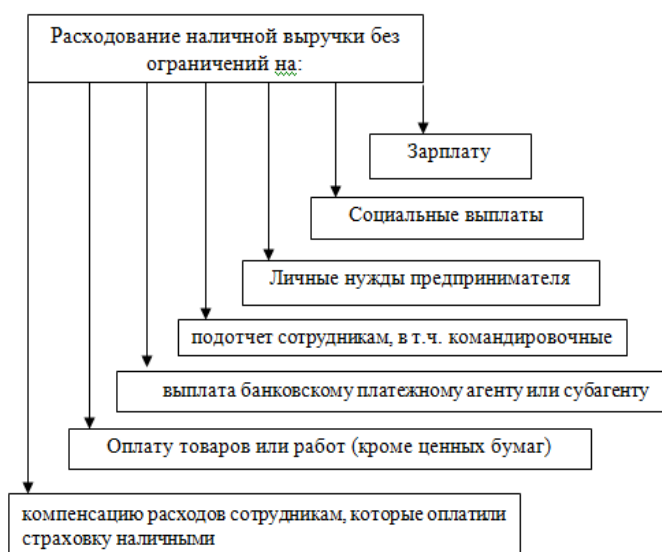 Расходование наличной выручки без
ограничений на:
Зарплату
Социальные выплаты
Личные нужды предпринимателя
подотчет сотрудникам, в т.ч. командировочные
выплата банковскому платежному агенту или субагенту
Оплату товаров или работ (кроме ценных бумаг)
компенсацию расходов сотрудникам, которые оплатили
страховку наличными